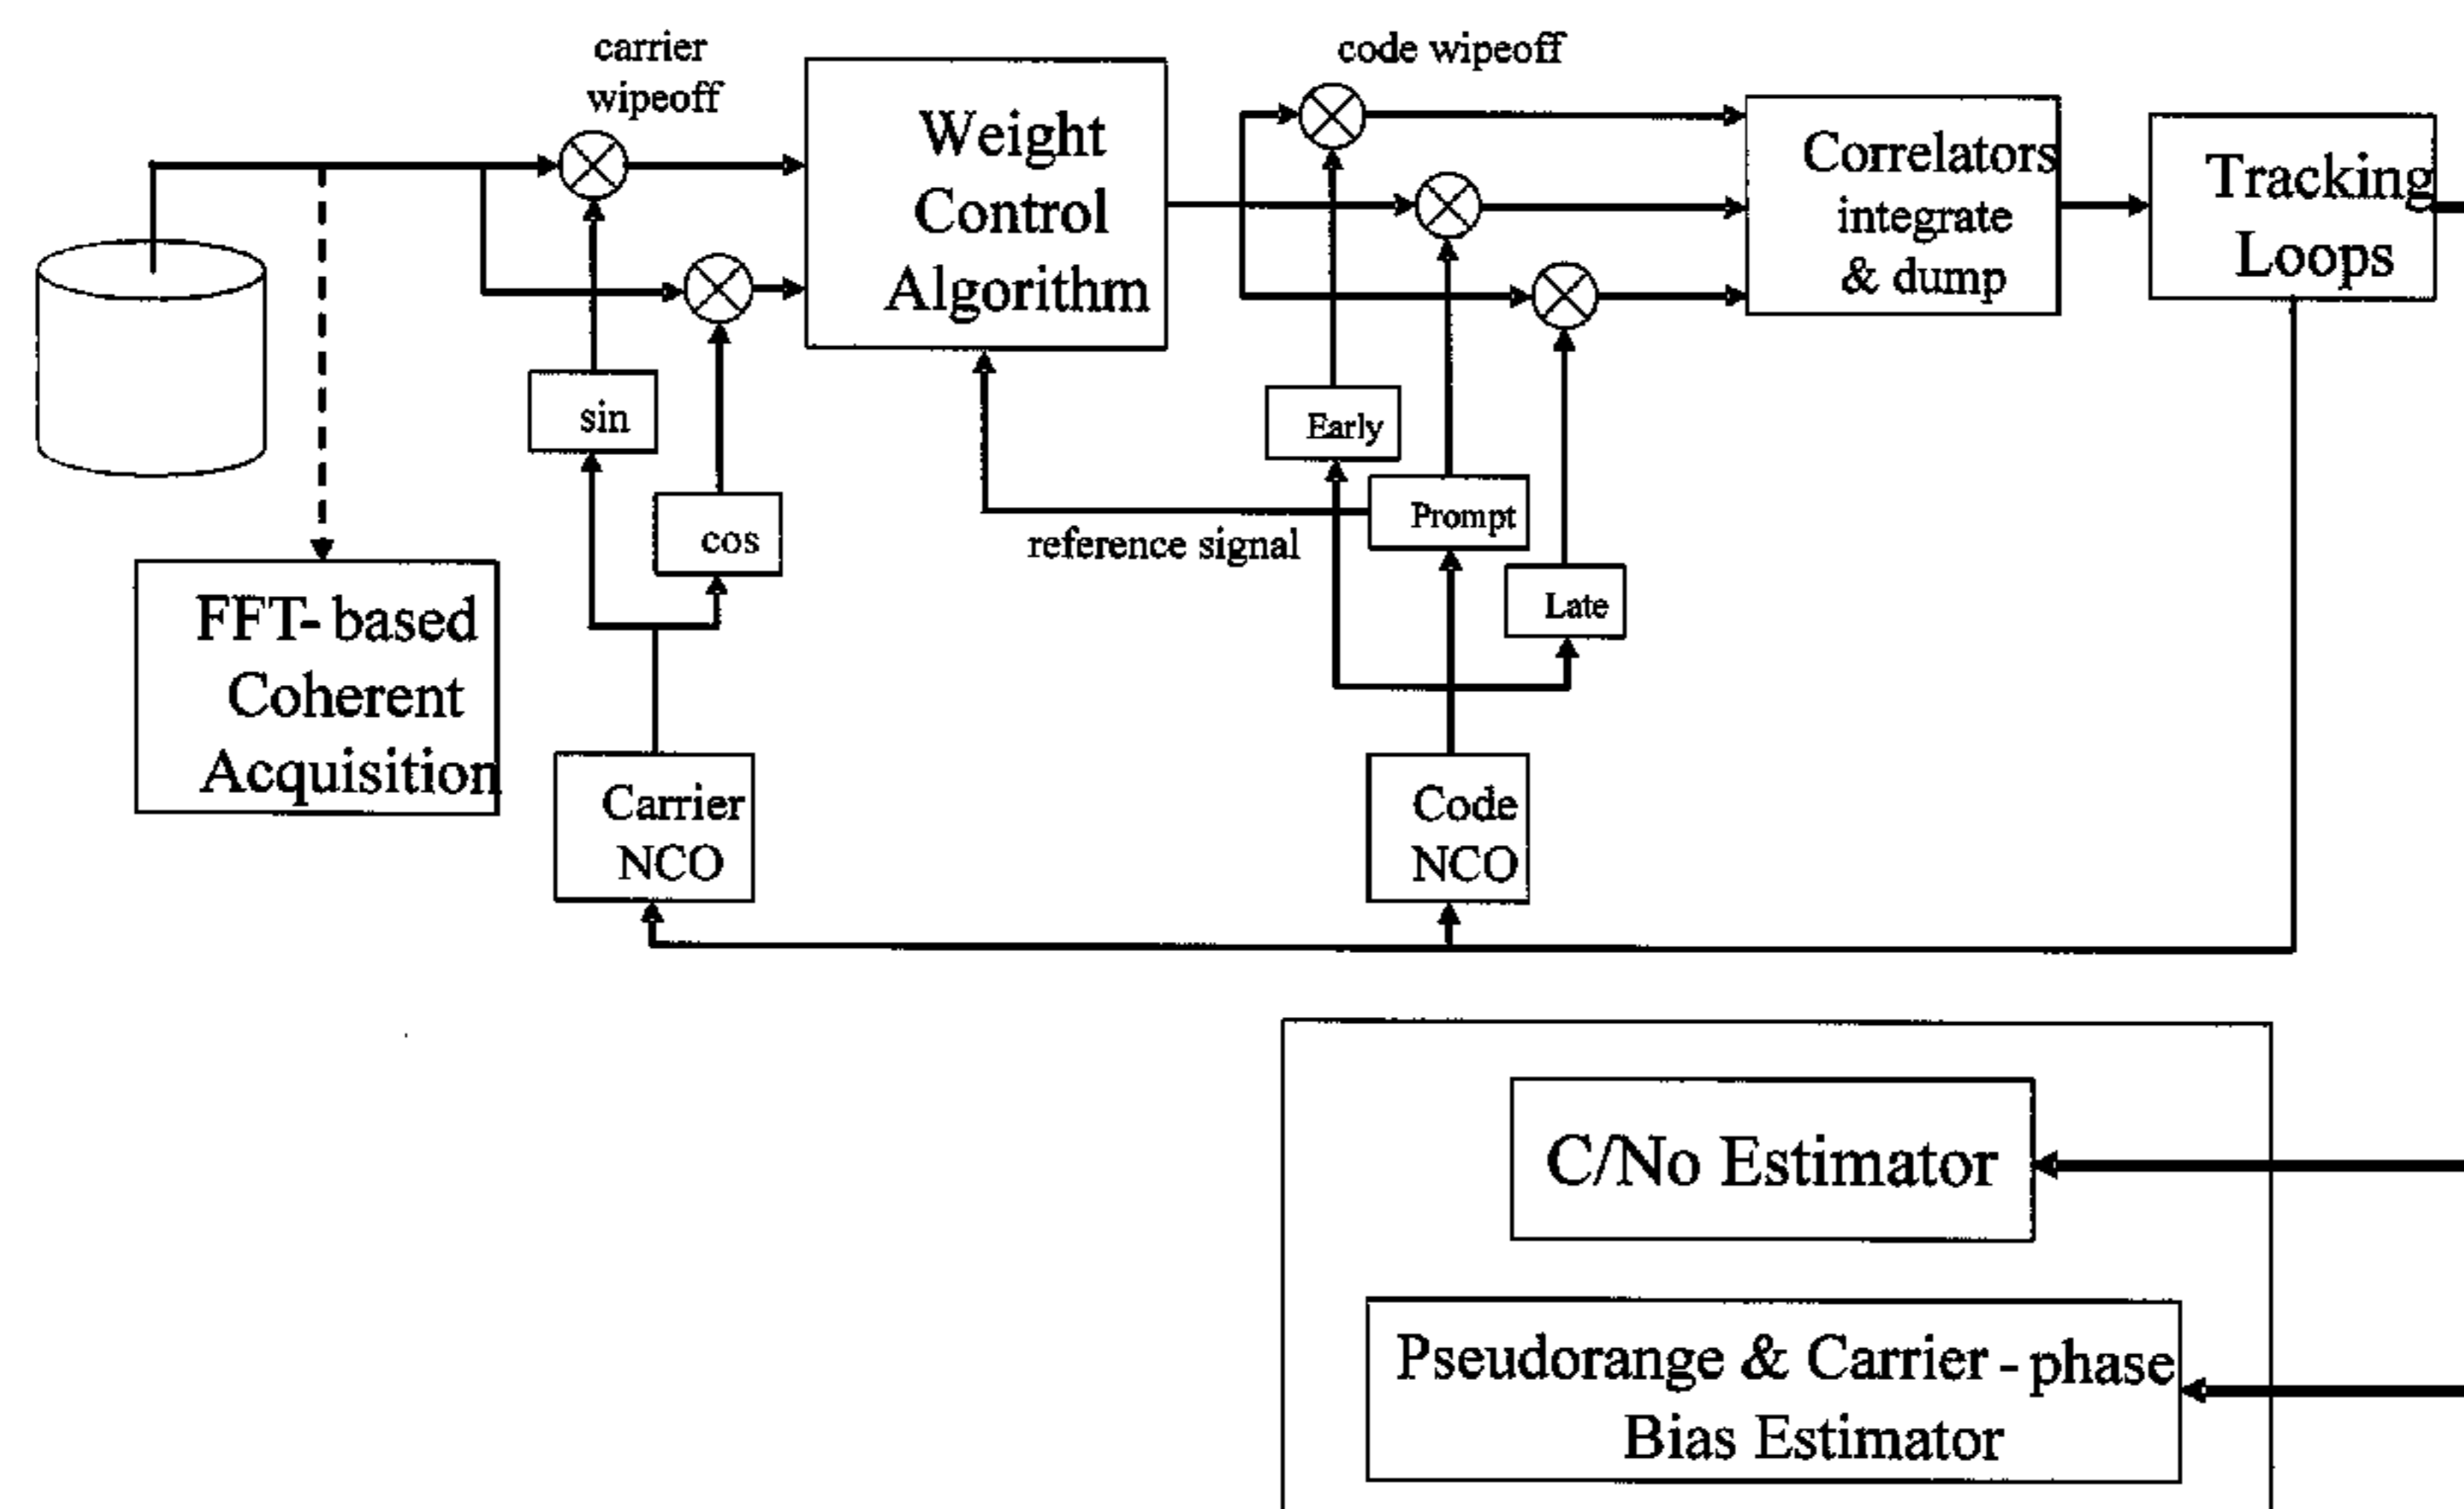 carrier
wipeoff
code wipeoff
Weight
Control
Algorithm
Correlators
integrate
& dump
Tracking
Loops
sin
cos
Early
Prompt
Late
reference signal
FFT- based
Coherent
Acquisition
Carrier
NCO
Code
NCO
C/No Estimator
Pseudorange & Carrier - phase
Bias Estimator